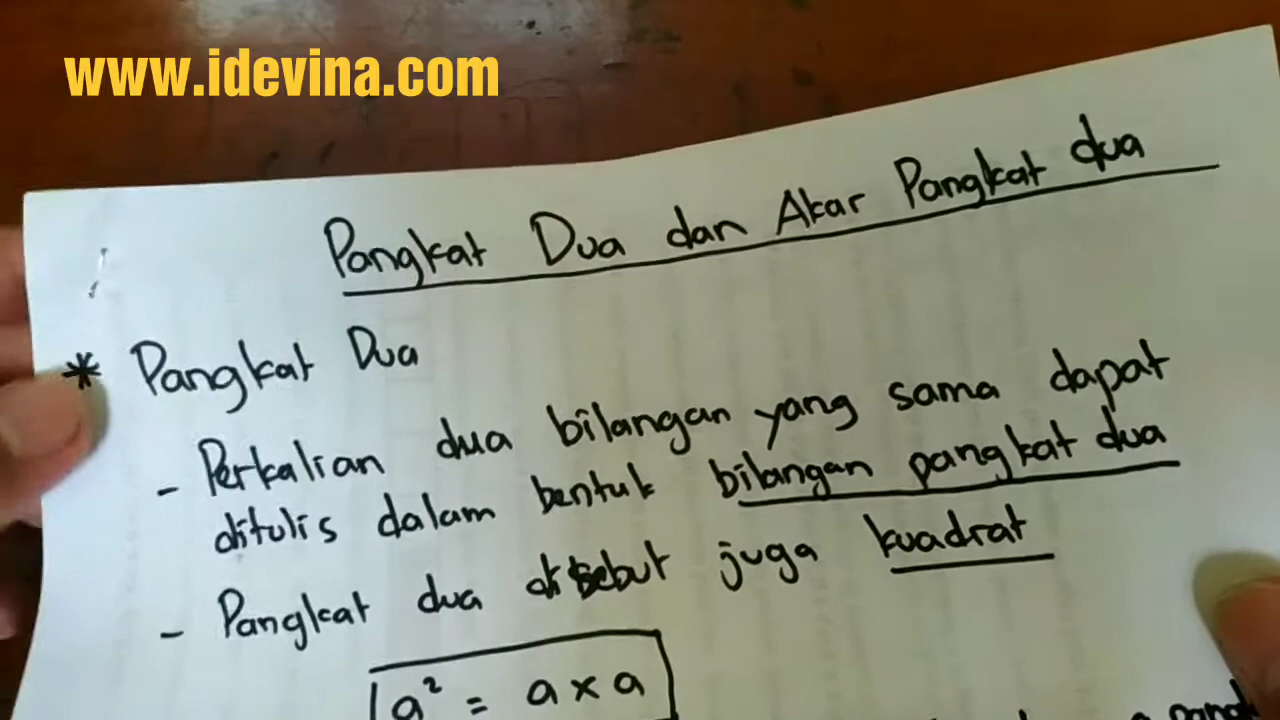 www.idevina.com
Pangkat Dua dan Akar Pangkat dua
* Pangkat Dua
- Perkalian dua bilangan yang sama dapat
ditulis dalam bentuk bilangan pangkat dua
- Pangkat dua disebut juga kuadrat
a² = a x a